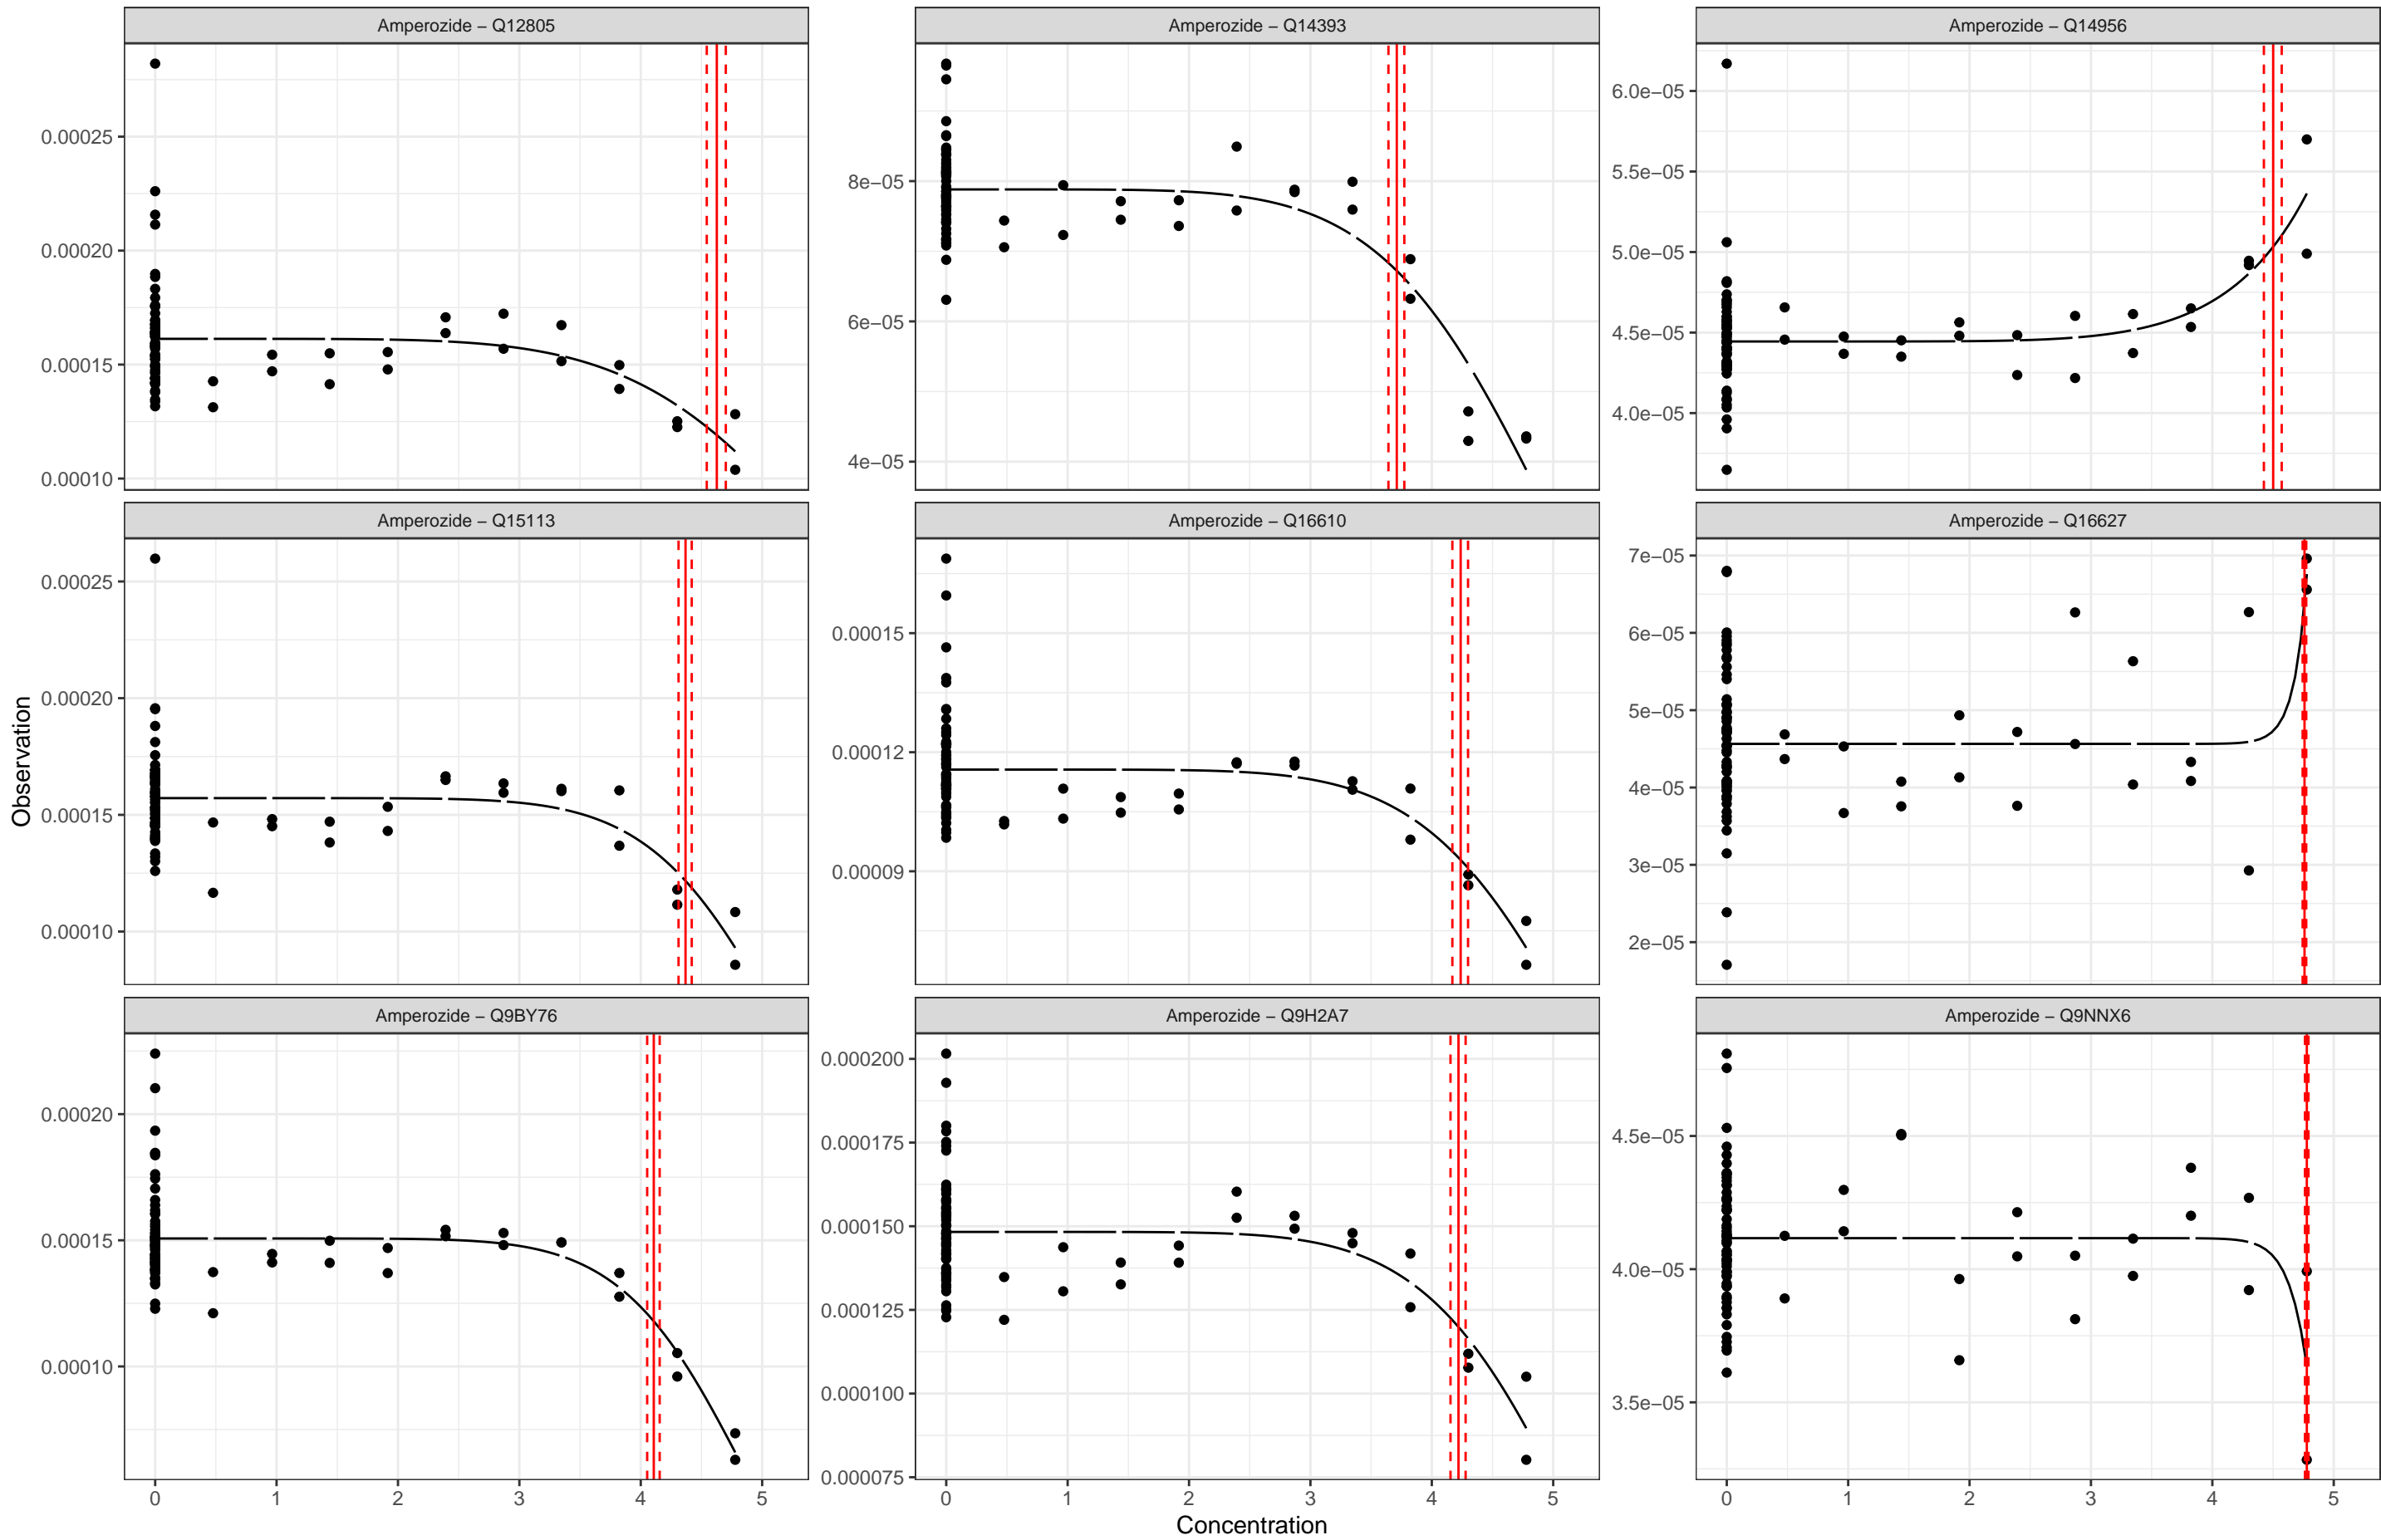 Amperozide − Q12805
Amperozide − Q14393
Amperozide − Q14956
0.00025
0.00020
0.00015
0.00010
8e−05
6e−05
4e−05
6.0e−05
5.5e−05
5.0e−05
4.5e−05
4.0e−05
Amperozide − Q15113
Amperozide − Q16610
Amperozide − Q16627
0.00025
0.00020
0.00015
0.00010
0.00015
0.00012
0.00009
7e−05
6e−05
5e−05
4e−05
3e−05
2e−05
Observation
Amperozide − Q9BY76
Amperozide − Q9H2A7
Amperozide − Q9NNX6
0.00020
0.00015
0.00010
0.000200
0.000175
0.000150
0.000125
0.000100
0.000075
4.5e−05
4.0e−05
3.5e−05
0 1 2 3 4 5
0 1 2 3 4 5
0 1 2 3 4 5
Concentration